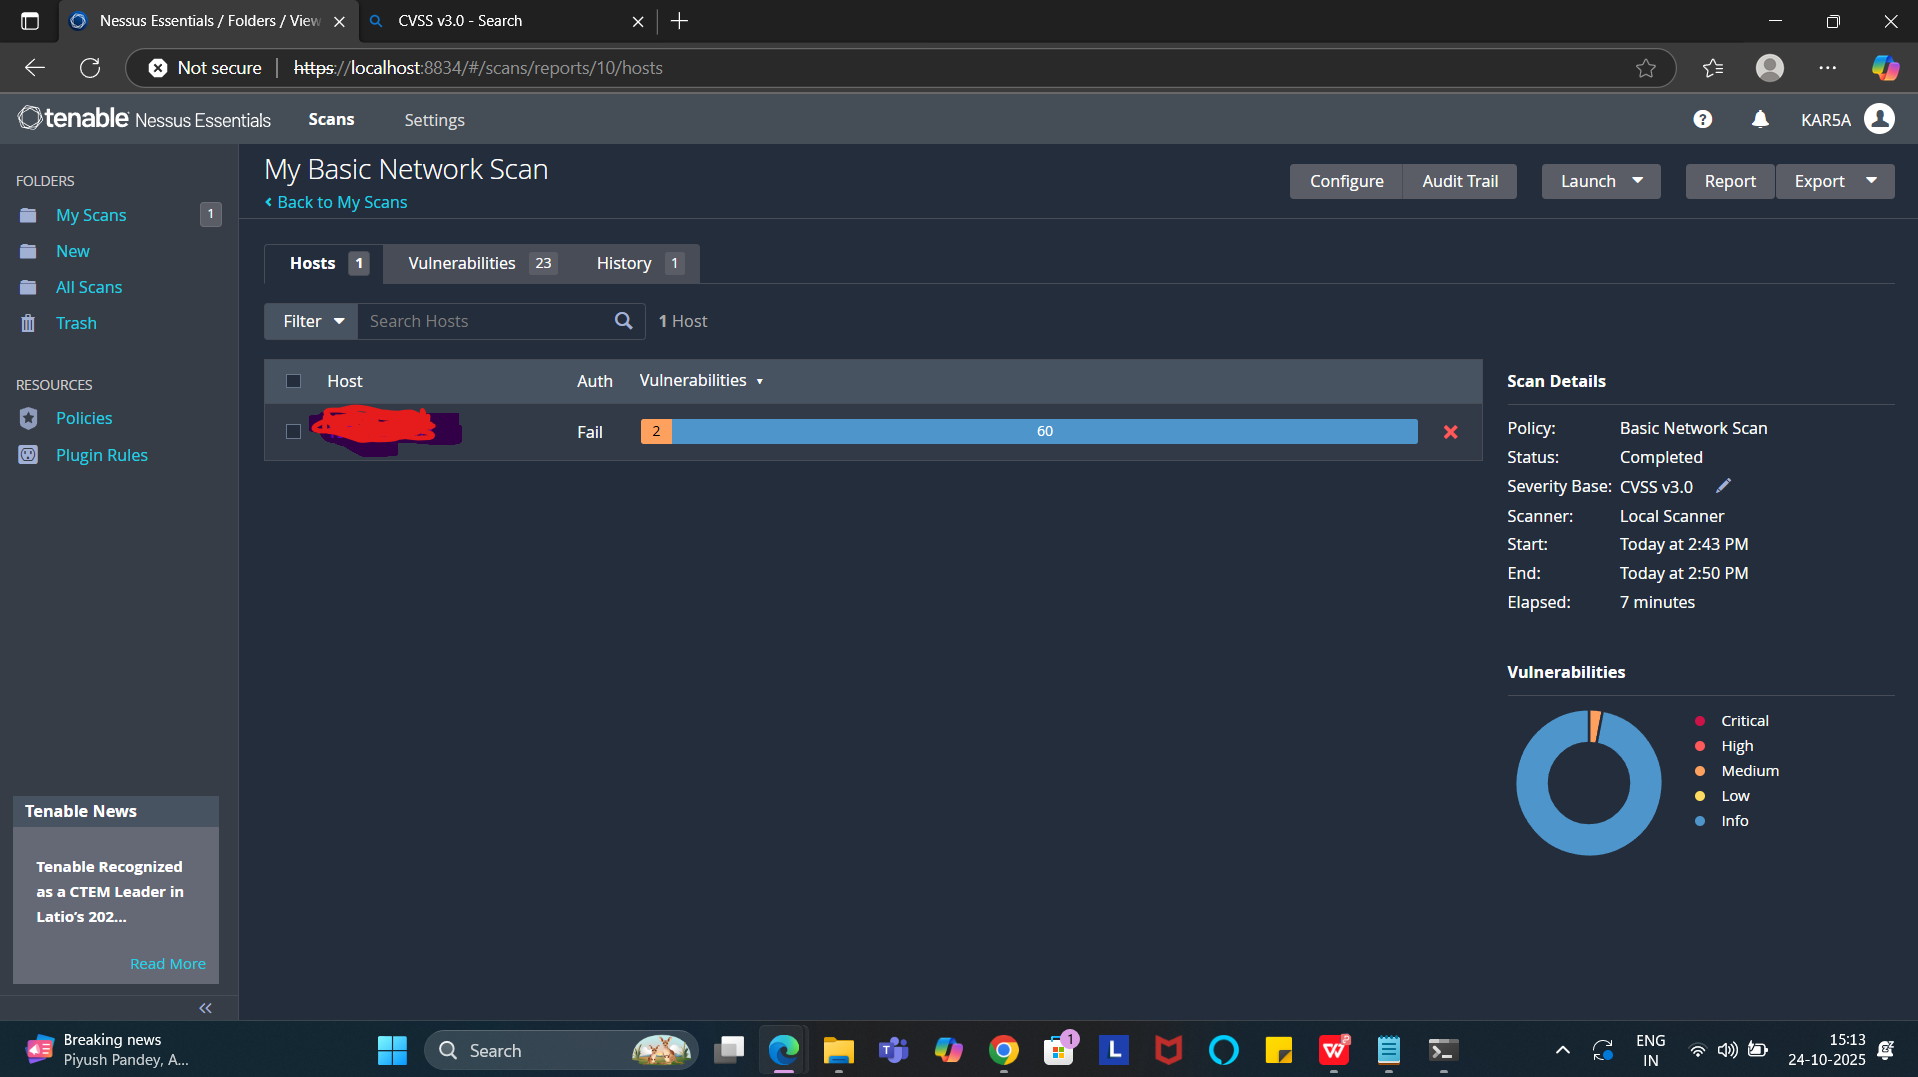 Nessus Essentials / Folders / View
CVSS v3.0 - Search
Not secure
https://localhost:8834/#/scans/reports/10/hosts
tenable Nessus Essentials
Scans
Settings
KAR5A
FOLDERS
My Scans
1
New
All Scans
Trash
RESOURCES
Policies
Plugin Rules
Tenable News
Tenable Recognized
as a CTEM Leader in
Latio's 202...
Read More
My Basic Network Scan
Back to My Scans
Configure
Audit Trail
Launch
Report
Export
Hosts 1
Vulnerabilities 23
History 1
Filter
Search Hosts
1 Host
Host
Auth
Vulnerabilities
Fail
2
60
Scan Details
Policy: Basic Network Scan
Status: Completed
Severity Base: CVSS v3.0
Scanner: Local Scanner
Start: Today at 2:43 PM
End: Today at 2:50 PM
Elapsed: 7 minutes
Vulnerabilities
Critical
High
Medium
Low
Info
Breaking news
Piyush Pandey, A...
Search
1
ENG
IN
15:13
24-10-2025